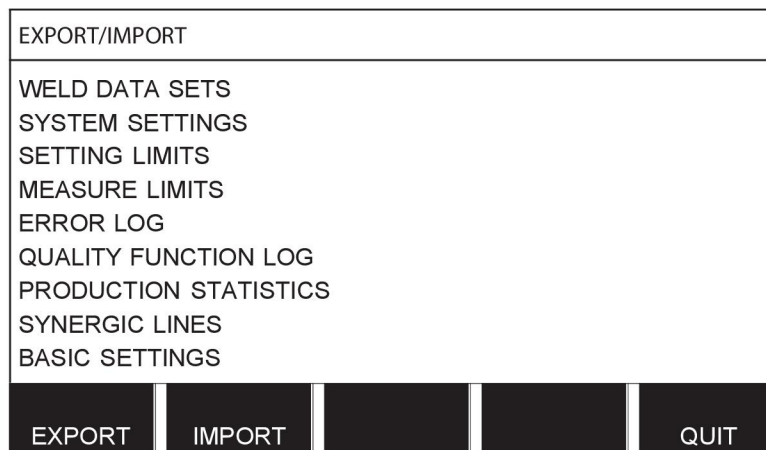 EXPORT/IMPORT
WELD DATA SETS
SYSTEM SETTINGS
SETTING LIMITS
MEASURE LIMITS
ERROR LOG
QUALITY FUNCTION LOG
PRODUCTION STATISTICS
SYNERGIC LINES
BASIC SETTINGS
EXPORT IMPORT QUIT